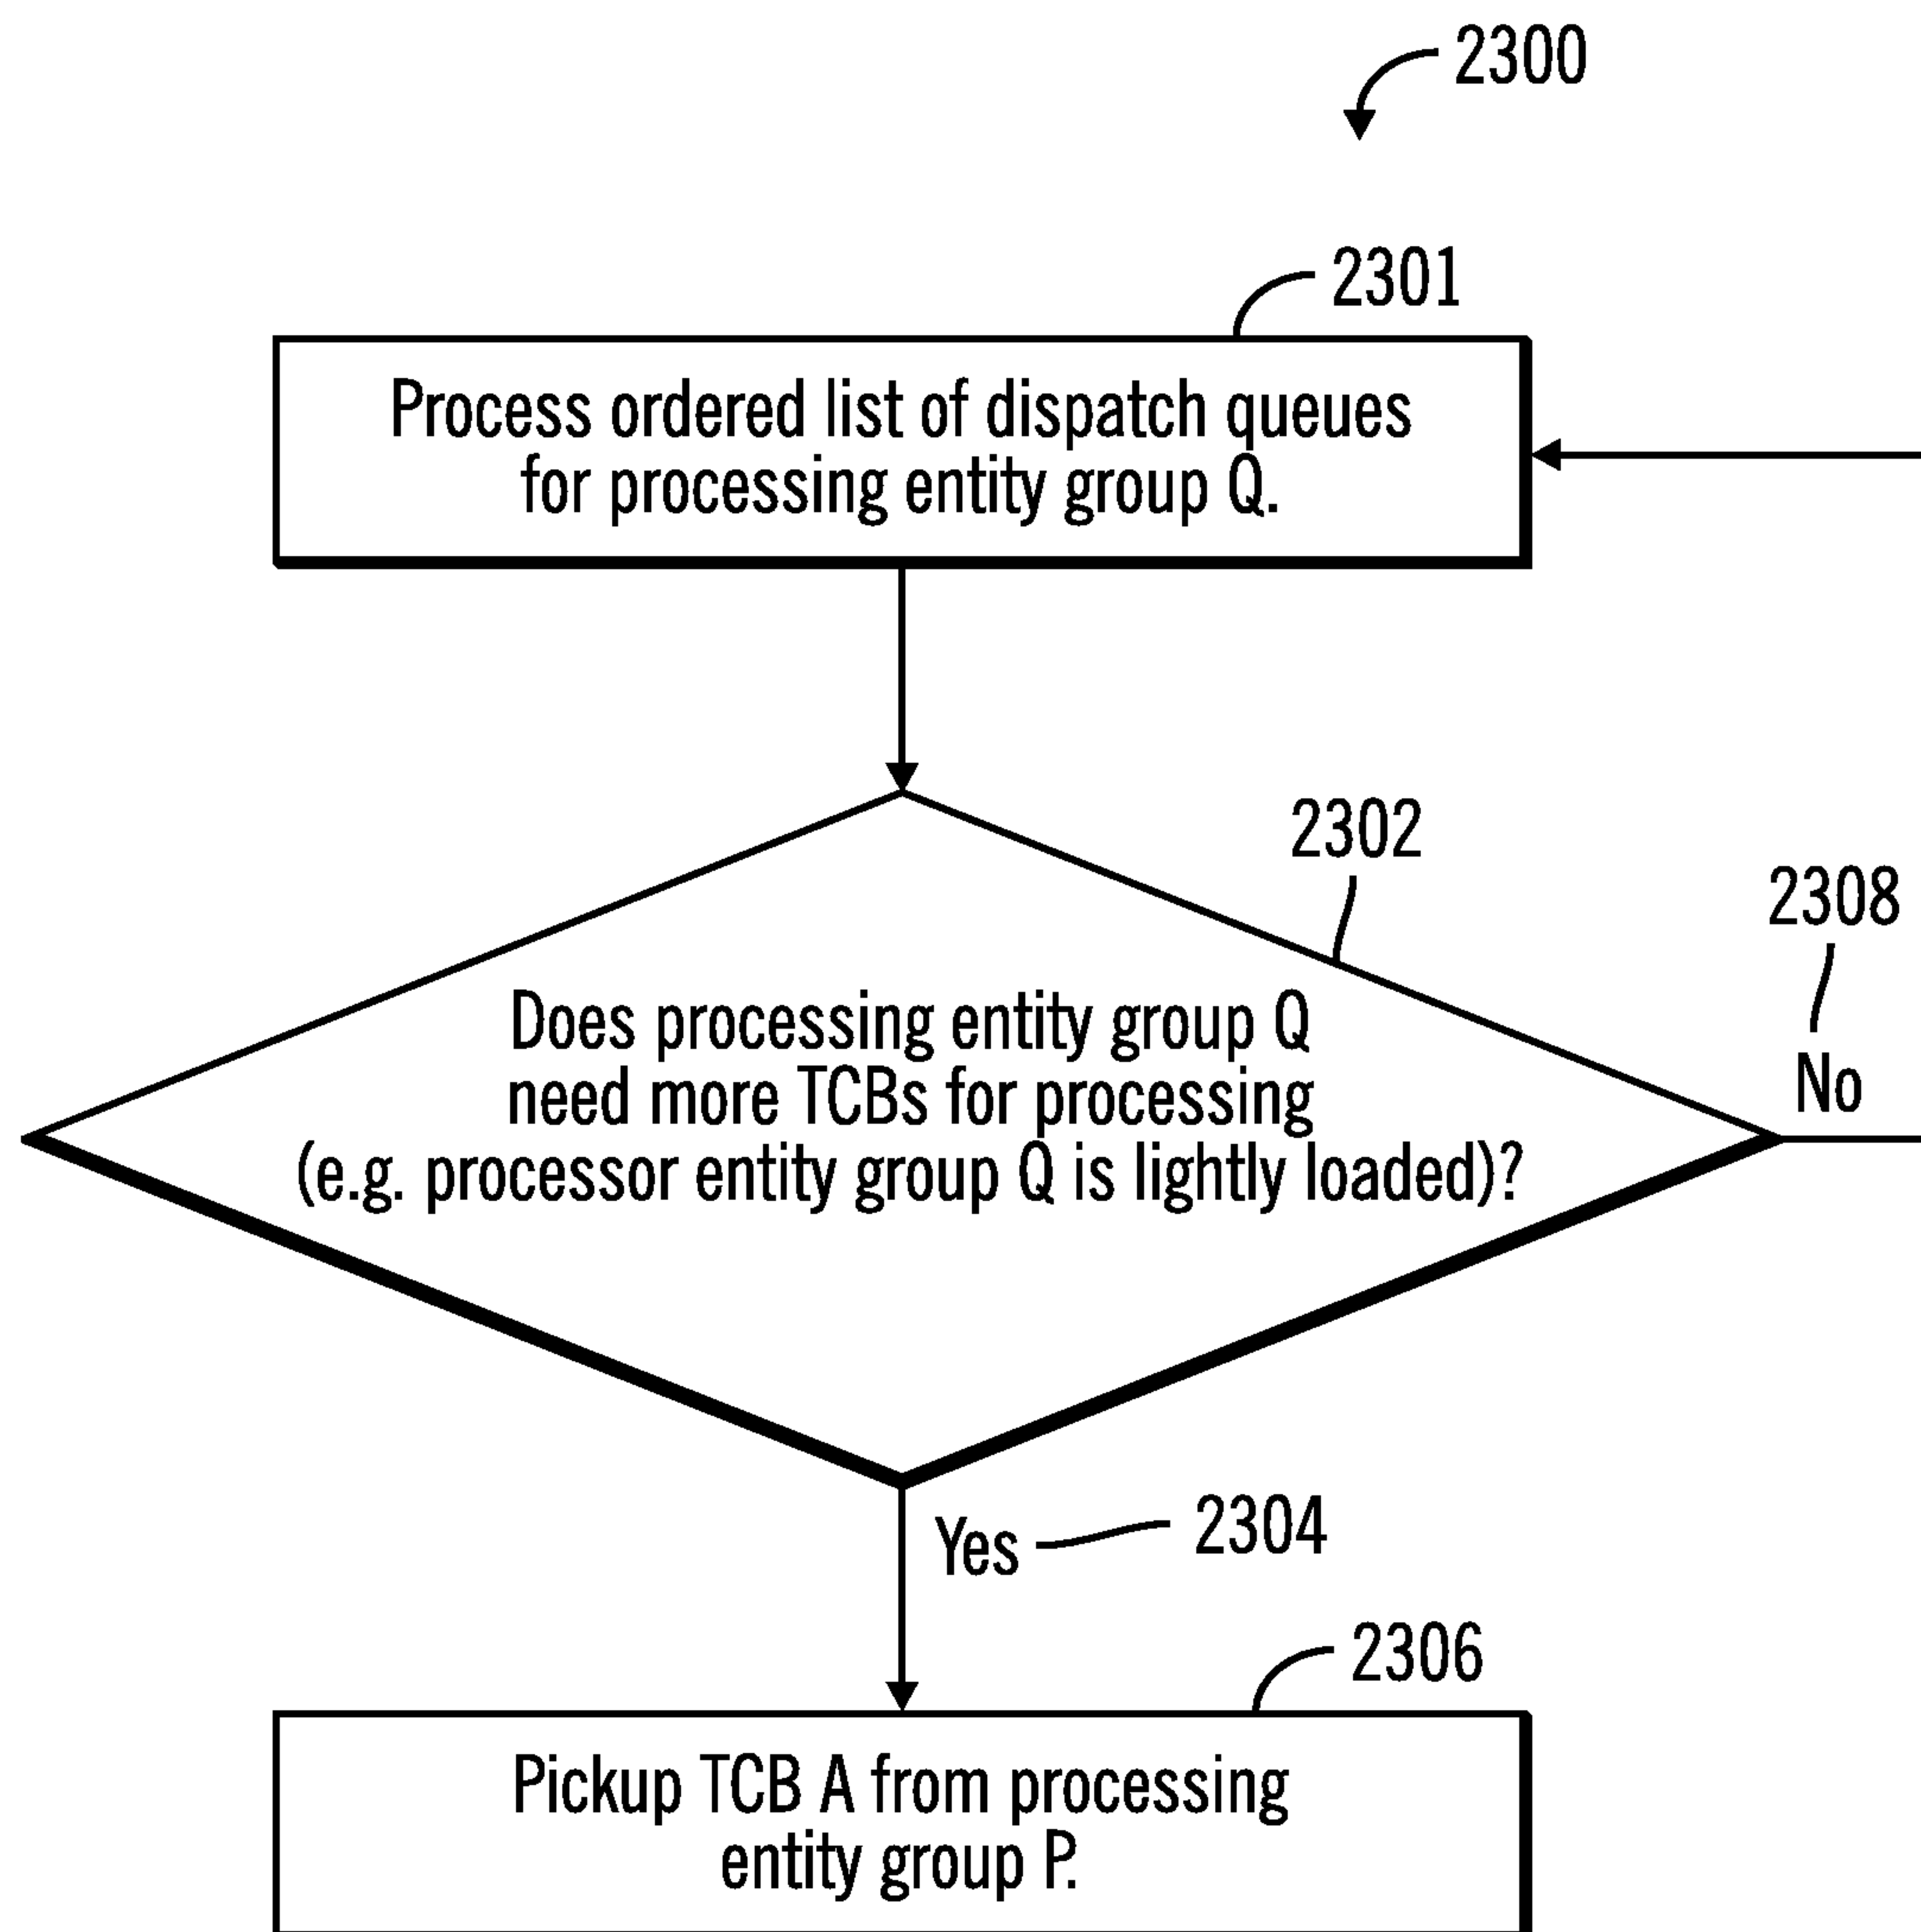 2300
2301
Process ordered list of dispatch queues
for processing entity group Q.
2302
2308
Does processing entity group Q
need more TCBs for processing
(e.g. processor entity group Q is lightly loaded)?
No
Yes
2304
2306
Pickup TCB A from processing
entity group P.